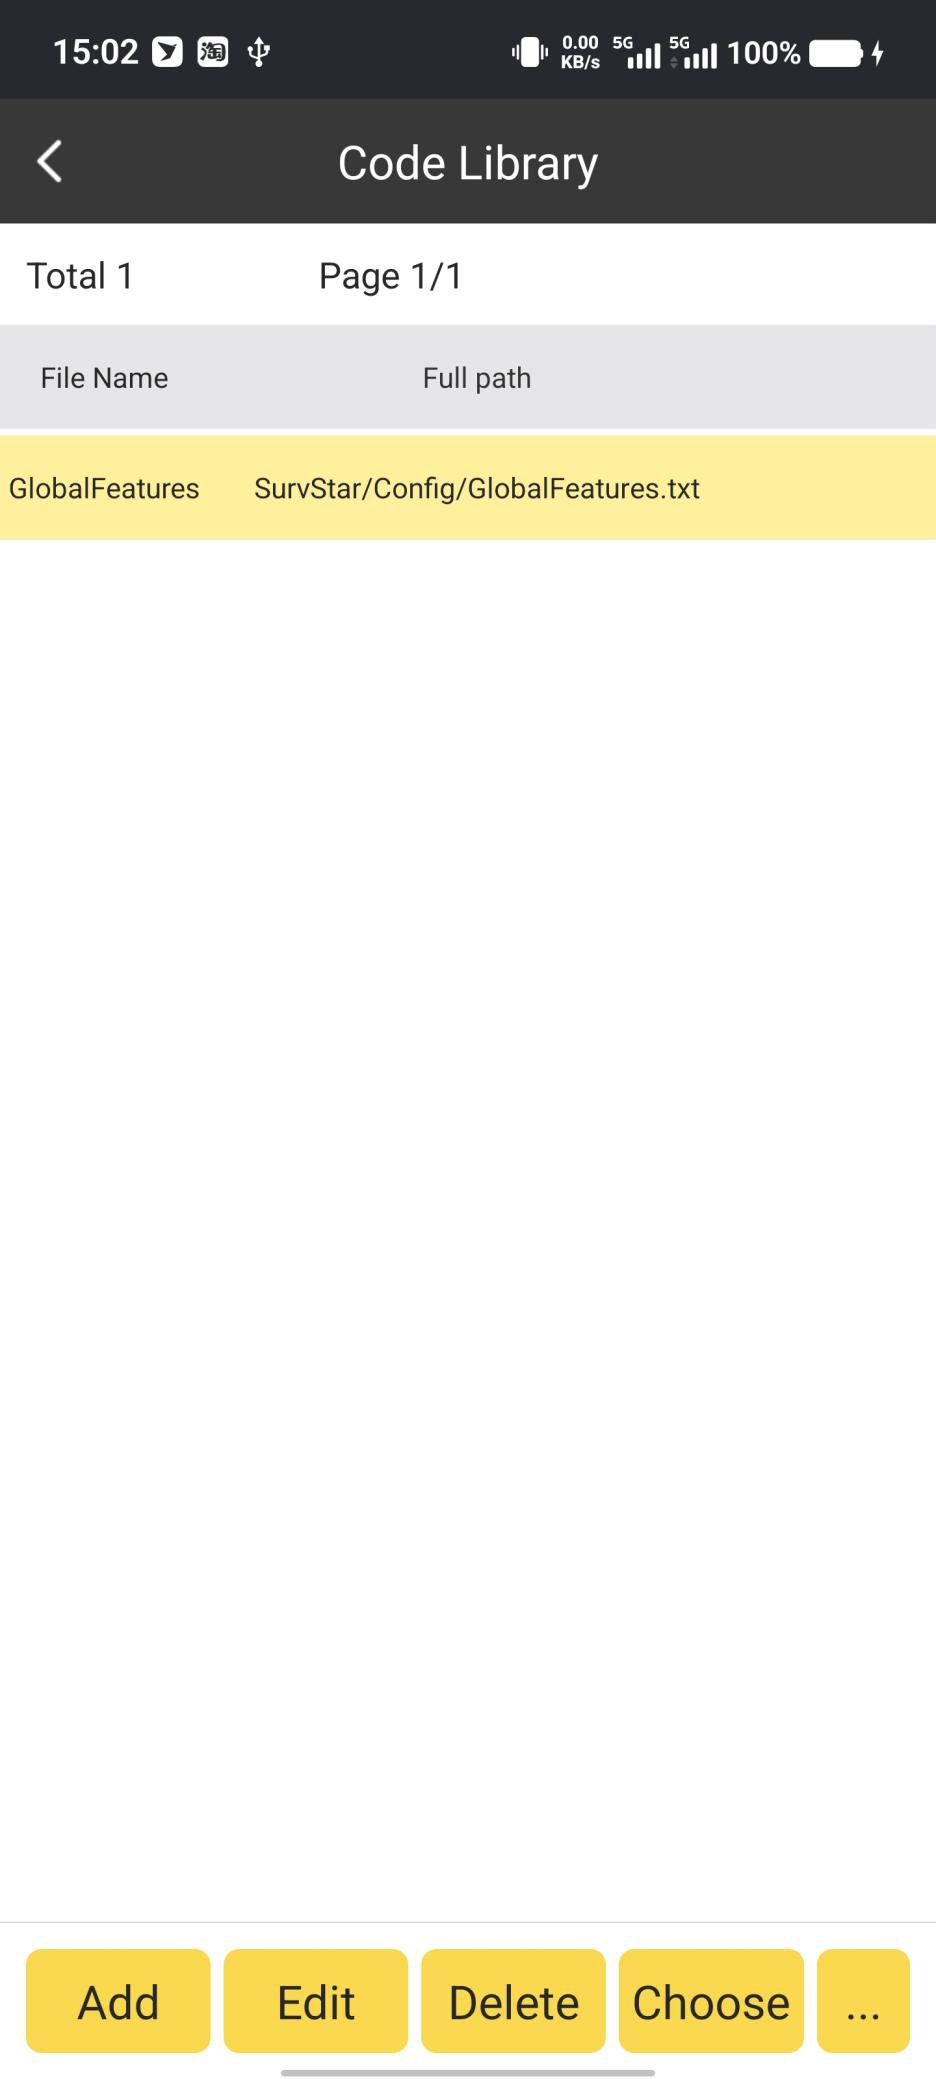 15:02 淘 0.00 KB/s 5G 5G 100%
Code Library
Total 1 Page 1/1
File Name Full path
GlobalFeatures SurvStar/Config/GlobalFeatures.txt
Add Edit Delete Choose ...